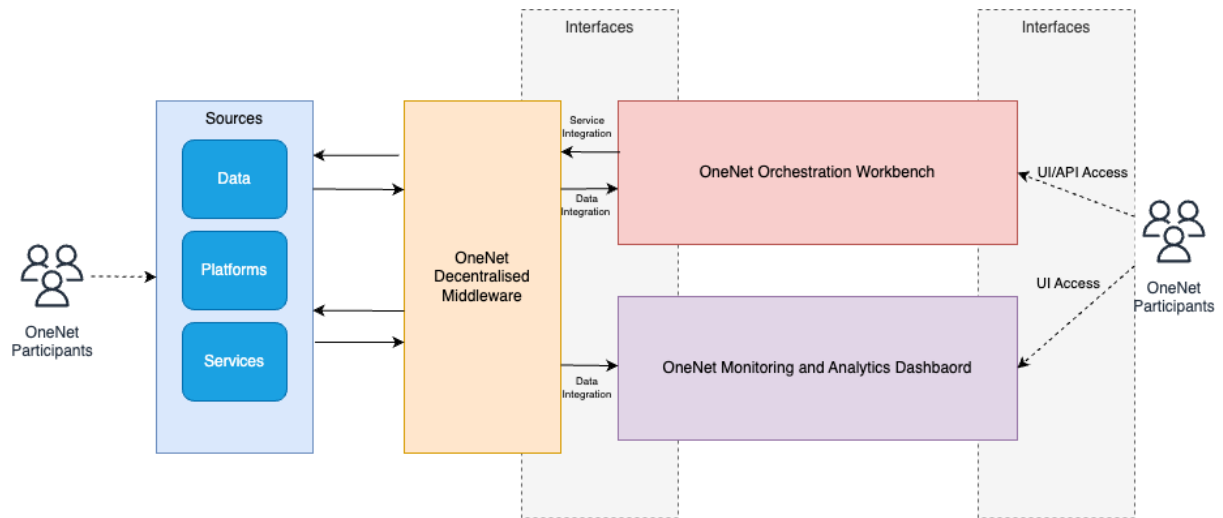 Interfaces
Interfaces
Sources
Data
Platforms
Services
OneNet
Participants
OneNet
Decentralised
Middleware
Service
Integration
Data
Integration
Data
Integration
OneNet Orchestration Workbench
OneNet Monitoring and Analytics Dashbaord
UI/API Access
UI Access
OneNet
Participants